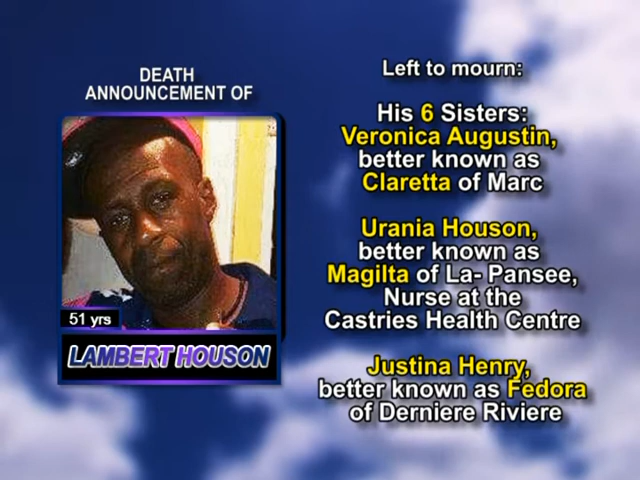 DEATH
ANNOUNCEMENT OF
51 yrs
LAMBERT HOUSON
Left to mourn:
His 6 Sisters:
Veronica Augustin,
better known as
Claretta of Marc
Urania Houson,
better known as
Magilta of La- Pansee,
Nurse at the
Castries Health Centre
Justina Henry,
better known as Fedora
of Derniere Riviere